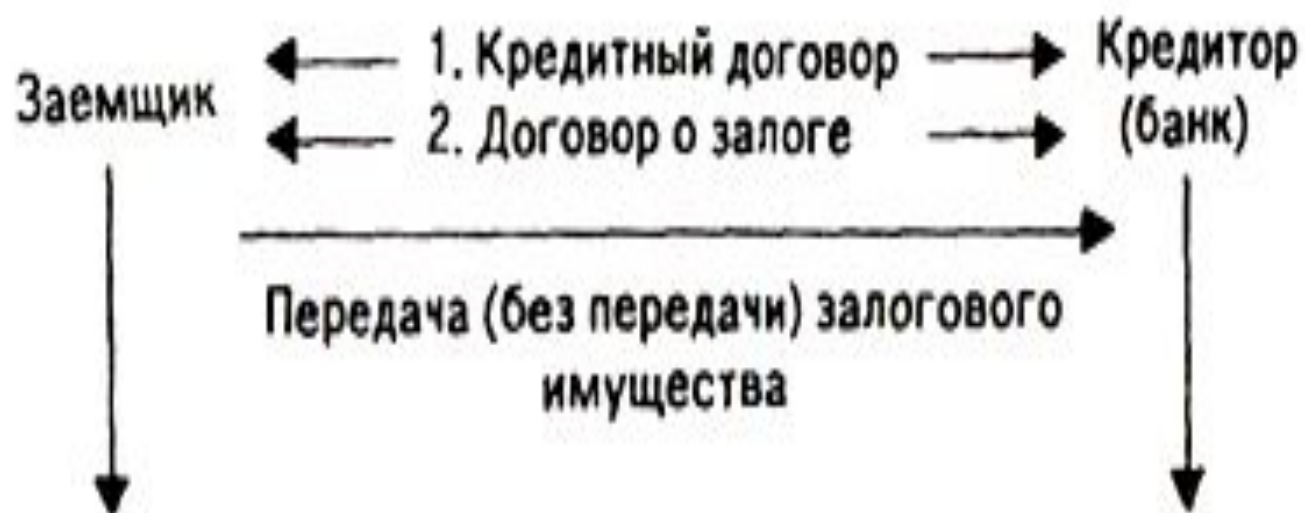 Заемщик
1. Кредитный договор
2. Договор о залоге
Кредитор
(банк)
Передача (без передачи) залогового
имущества